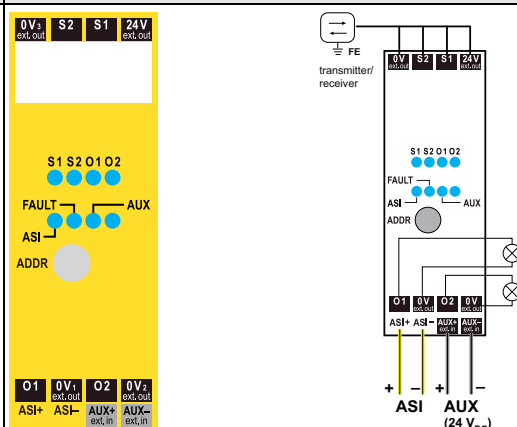 0V3 S2 S1 24V
ext. out ext. out
S1 S2 O1 O2
FAULT AUX
ASI
ADDR
O1 0V1 O2 0V2
ext. out ext. out
ASI+ ASI– AUX+ AUX–
ext. in ext. in
FE
transmitter/
receiver
0V S2 S1 24V
ext. out ext. out
S1 S2 O1 O2
FAULT
ASI AUX
ADDR
O1 0V O2 0V
ext. out ext. out
ASI+ ASI– AUX+ AUX–
ext. in ext. in
+ – + –
ASI AUX
(24 VDC)